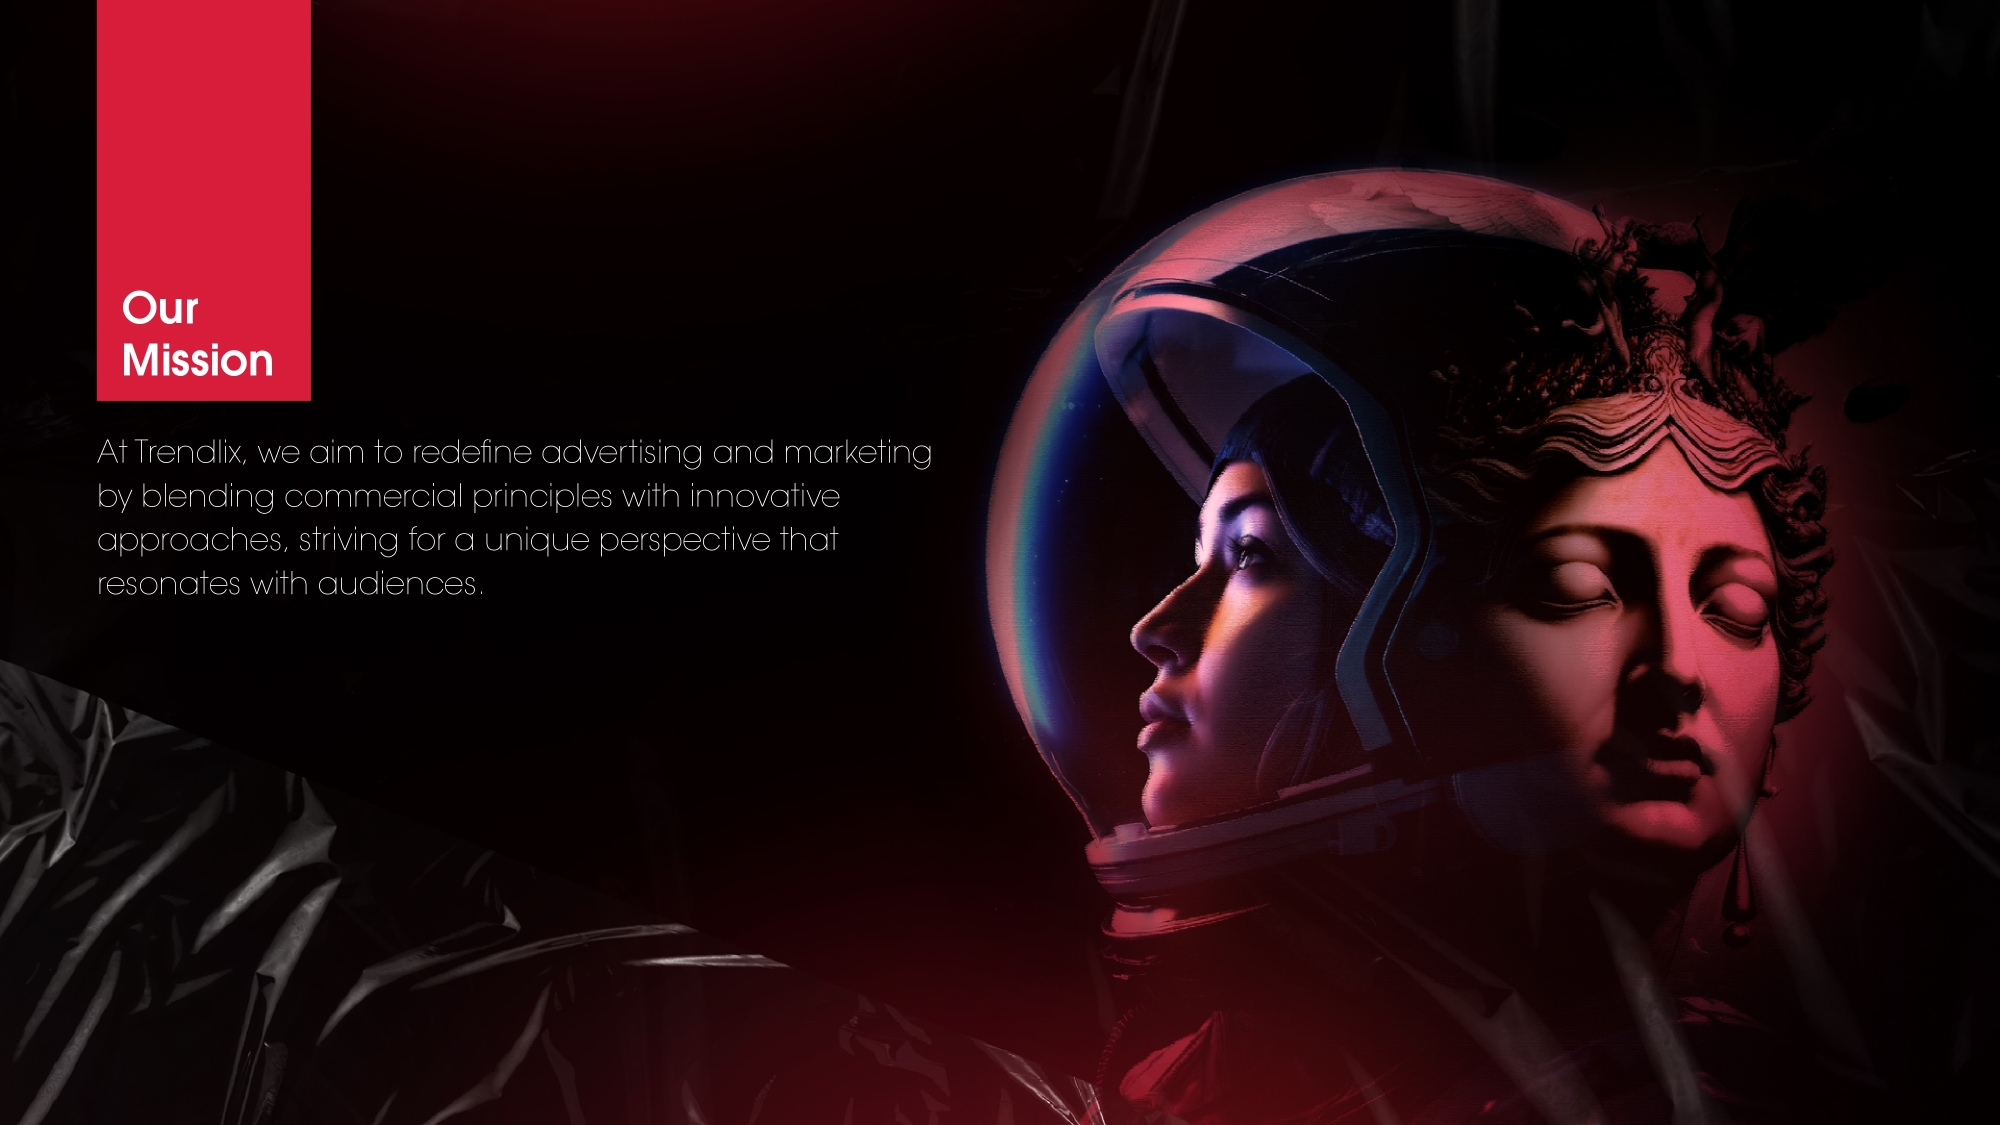 Our
Mission
At Trendlix, we aim to redefine advertising and marketing
by blending commercial principles with innovative
approaches, striving for a unique perspective that
resonates with audiences.